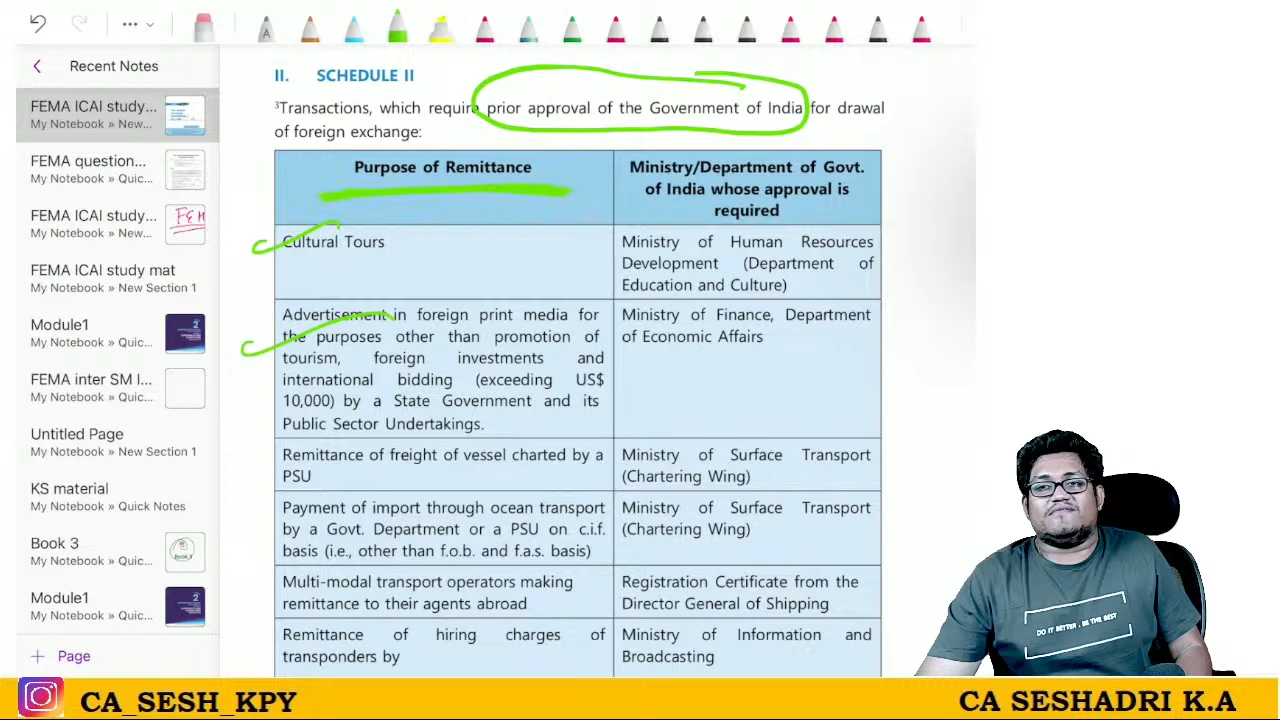 Recent Notes
FEMA ICAI study...
My Notebook » New...
FEMA question...
My Notebook » Quic...
FEMA ICAI study...
My Notebook » New...
FEM
FEMA ICAI study mat
My Notebook » New Section 1
Module1
My Notebook » Quic...
2
FEMA inter SM I...
My Notebook » Quic...
Untitled Page
My Notebook » New Section 1
KS material
My Notebook » Quick Notes
Book 3
My Notebook » Quic...
Book 3
Module1
My Notebook » Quic...
2
+ Page
II. SCHEDULE II
³Transactions, which require prior approval of the Government of India for drawal
of foreign exchange:
Purpose of Remittance
Ministry/Department of Govt.
of India whose approval is
required
Cultural Tours
Ministry of Human Resources
Development (Department of
Education and Culture)
Advertisement in foreign print media for
the purposes other than promotion of
tourism, foreign investments and
international bidding (exceeding US$
10,000) by a State Government and its
Public Sector Undertakings.
Ministry of Finance, Department
of Economic Affairs
Remittance of freight of vessel charted by a
PSU
Ministry of Surface Transport
(Chartering Wing)
Payment of import through ocean transport
by a Govt. Department or a PSU on c.i.f.
basis (i.e., other than f.o.b. and f.a.s. basis)
Ministry of Surface Transport
(Chartering Wing)
Multi-modal transport operators making
remittance to their agents abroad
Registration Certificate from the
Director General of Shipping
Remittance of hiring charges of
transponders by
Ministry of Information and
Broadcasting
DO IT BETTER . BE THE BEST
CA_SESH_KPY
CA SESHADRI K.A